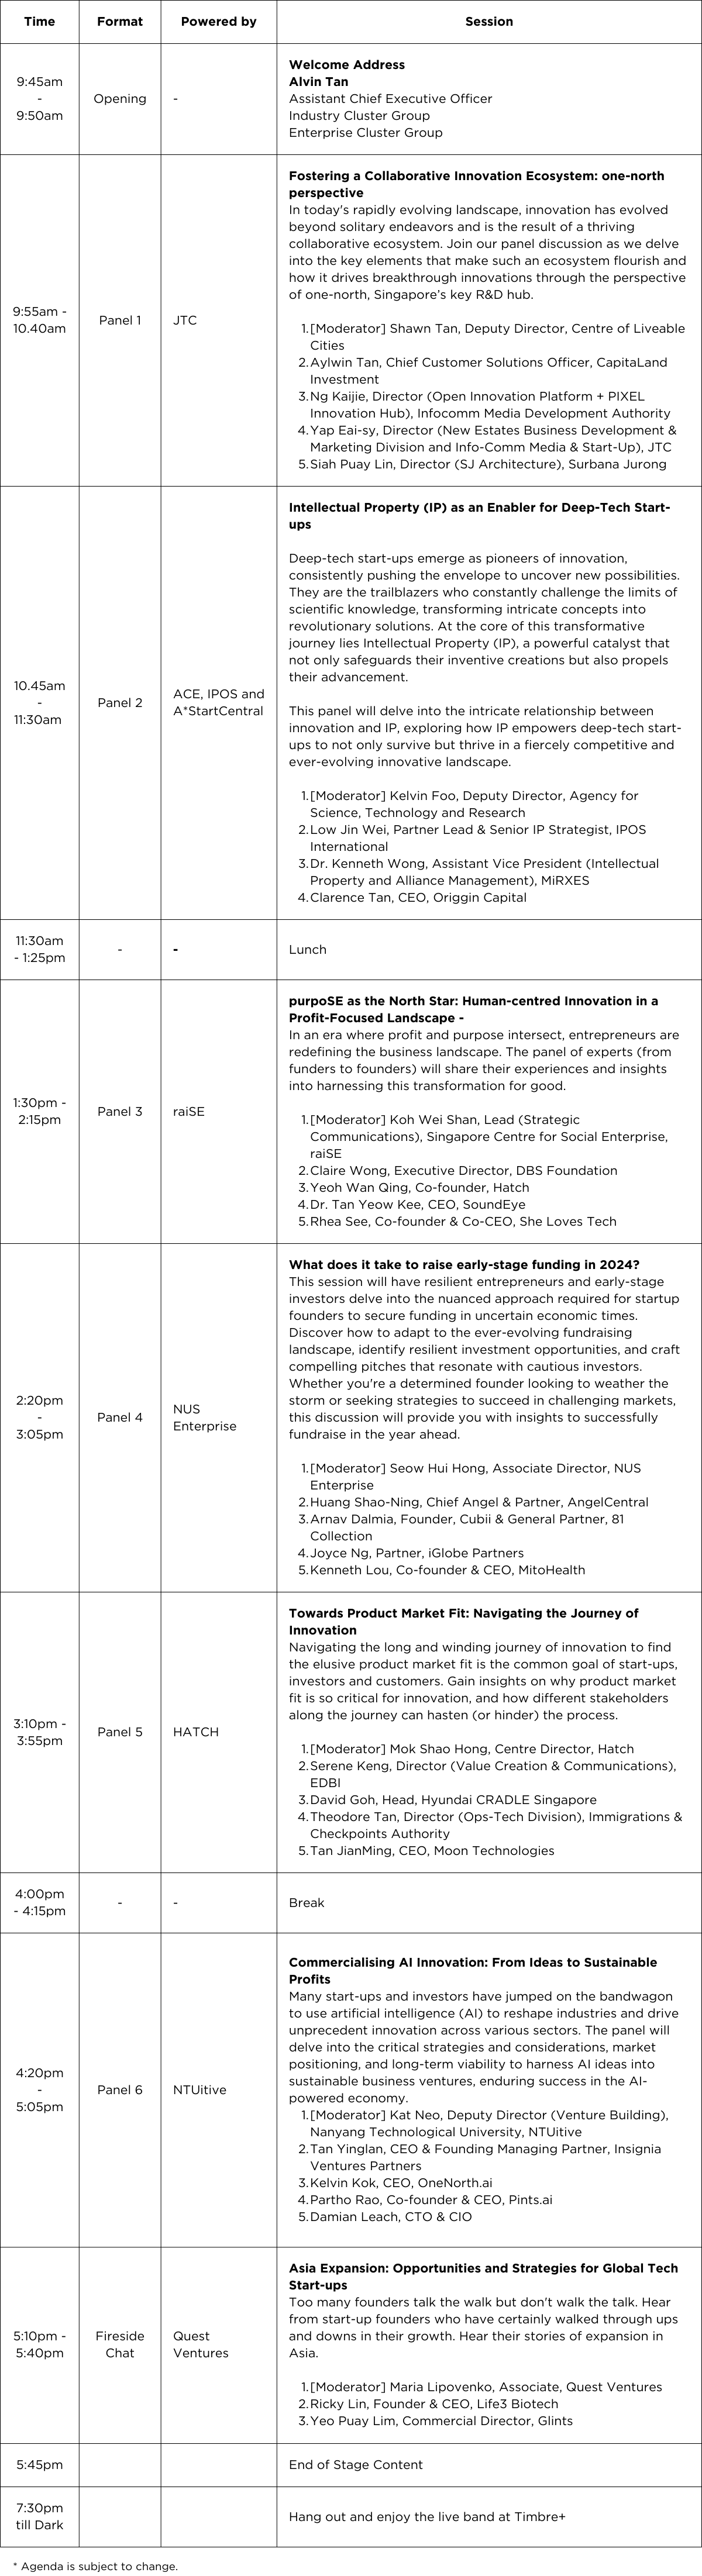 Time Format Powered by Session
9:45am
-
9:50am
Opening
-
Welcome Address
Alvin Tan
Assistant Chief Executive Officer
Industry Cluster Group
Enterprise Cluster Group
9:55am -
10.40am
Panel 1
JTC
Fostering a Collaborative Innovation Ecosystem: one-north
perspective
In today's rapidly evolving landscape, innovation has evolved
beyond solitary endeavors and is the result of a thriving
collaborative ecosystem. Join our panel discussion as we delve
into the key elements that make such an ecosystem flourish and
how it drives breakthrough innovations through the perspective
of one-north, Singapore's key R&D hub.
1. [Moderator] Shawn Tan, Deputy Director, Centre of Liveable
Cities
2. Aylwin Tan, Chief Customer Solutions Officer, CapitaLand
Investment
3. Ng Kaijie, Director (Open Innovation Platform + PIXEL
Innovation Hub), Infocomm Media Development Authority
4. Yap Eai-sy, Director (New Estates Business Development &
Marketing Division and Info-Comm Media & Start-Up), JTC
5. Siah Puay Lin, Director (SJ Architecture), Surbana Jurong
10.45am
-
11:30am
Panel 2
ACE, IPOS and
A*StartCentral
Intellectual Property (IP) as an Enabler for Deep-Tech Start-
ups
Deep-tech start-ups emerge as pioneers of innovation,
consistently pushing the envelope to uncover new possibilities.
They are the trailblazers who constantly challenge the limits of
scientific knowledge, transforming intricate concepts into
revolutionary solutions. At the core of this transformative
journey lies Intellectual Property (IP), a powerful catalyst that
not only safeguards their inventive creations but also propels
their advancement.
This panel will delve into the intricate relationship between
innovation and IP, exploring how IP empowers deep-tech start-
ups to not only survive but thrive in a fiercely competitive and
ever-evolving innovative landscape.
1. [Moderator] Kelvin Foo, Deputy Director, Agency for
Science, Technology and Research
2. Low Jin Wei, Partner Lead & Senior IP Strategist, IPOS
International
3. Dr. Kenneth Wong, Assistant Vice President (Intellectual
Property and Alliance Management), MiRXES
4. Clarence Tan, CEO, Origgin Capital
11:30am
- 1:25pm
-
-
Lunch
1:30pm -
2:15pm
Panel 3
raiSE
purpoSE as the North Star: Human-centred Innovation in a
Profit-Focused Landscape -
In an era where profit and purpose intersect, entrepreneurs are
redefining the business landscape. The panel of experts (from
funders to founders) will share their experiences and insights
into harnessing this transformation for good.
1. [Moderator] Koh Wei Shan, Lead (Strategic
Communications), Singapore Centre for Social Enterprise,
raiSE
2. Claire Wong, Executive Director, DBS Foundation
3. Yeoh Wan Qing, Co-founder, Hatch
4. Dr. Tan Yeow Kee, CEO, SoundEye
5. Rhea See, Co-founder & Co-CEO, She Loves Tech
2:20pm
-
3:05pm
Panel 4
NUS
Enterprise
What does it take to raise early-stage funding in 2024?
This session will have resilient entrepreneurs and early-stage
investors delve into the nuanced approach required for startup
founders to secure funding in uncertain economic times.
Discover how to adapt to the ever-evolving fundraising
landscape, identify resilient investment opportunities, and craft
compelling pitches that resonate with cautious investors.
Whether you're a determined founder looking to weather the
storm or seeking strategies to succeed in challenging markets,
this discussion will provide you with insights to successfully
fundraise in the year ahead.
1. [Moderator] Seow Hui Hong, Associate Director, NUS
Enterprise
2. Huang Shao-Ning, Chief Angel & Partner, AngelCentral
3. Arnav Dalmia, Founder, Cubii & General Partner, 81
Collection
4. Joyce Ng, Partner, iGlobe Partners
5. Kenneth Lou, Co-founder & CEO, MitoHealth
3:10pm -
3:55pm
Panel 5
HATCH
Towards Product Market Fit: Navigating the Journey of
Innovation
Navigating the long and winding journey of innovation to find
the elusive product market fit is the common goal of start-ups,
investors and customers. Gain insights on why product market
fit is so critical for innovation, and how different stakeholders
along the journey can hasten (or hinder) the process.
1. [Moderator] Mok Shao Hong, Centre Director, Hatch
2. Serene Keng, Director (Value Creation & Communications),
EDBI
3. David Goh, Head, Hyundai CRADLE Singapore
4. Theodore Tan, Director (Ops-Tech Division), Immigrations &
Checkpoints Authority
5. Tan JianMing, CEO, Moon Technologies
4:00pm
- 4:15pm
-
-
Break
4:20pm
-
5:05pm
Panel 6
NTUitive
Commercialising AI Innovation: From Ideas to Sustainable
Profits
Many start-ups and investors have jumped on the bandwagon
to use artificial intelligence (AI) to reshape industries and drive
unprecedent innovation across various sectors. The panel will
delve into the critical strategies and considerations, market
positioning, and long-term viability to harness AI ideas into
sustainable business ventures, enduring success in the AI-
powered economy.
1. [Moderator] Kat Neo, Deputy Director (Venture Building),
Nanyang Technological University, NTUitive
2. Tan Yinglan, CEO & Founding Managing Partner, Insignia
Ventures Partners
3. Kelvin Kok, CEO, OneNorth.ai
4. Partho Rao, Co-founder & CEO, Pints.ai
5. Damian Leach, CTO & CIO
5:10pm -
5:40pm
Fireside
Chat
Quest
Ventures
Asia Expansion: Opportunities and Strategies for Global Tech
Start-ups
Too many founders talk the walk but don't walk the talk. Hear
from start-up founders who have certainly walked through ups
and downs in their growth. Hear their stories of expansion in
Asia.
1. [Moderator] Maria Lipovenko, Associate, Quest Ventures
2. Ricky Lin, Founder & CEO, Life3 Biotech
3. Yeo Puay Lim, Commercial Director, Glints
5:45pm
End of Stage Content
7:30pm
till Dark
Hang out and enjoy the live band at Timbre+
* Agenda is subject to change.